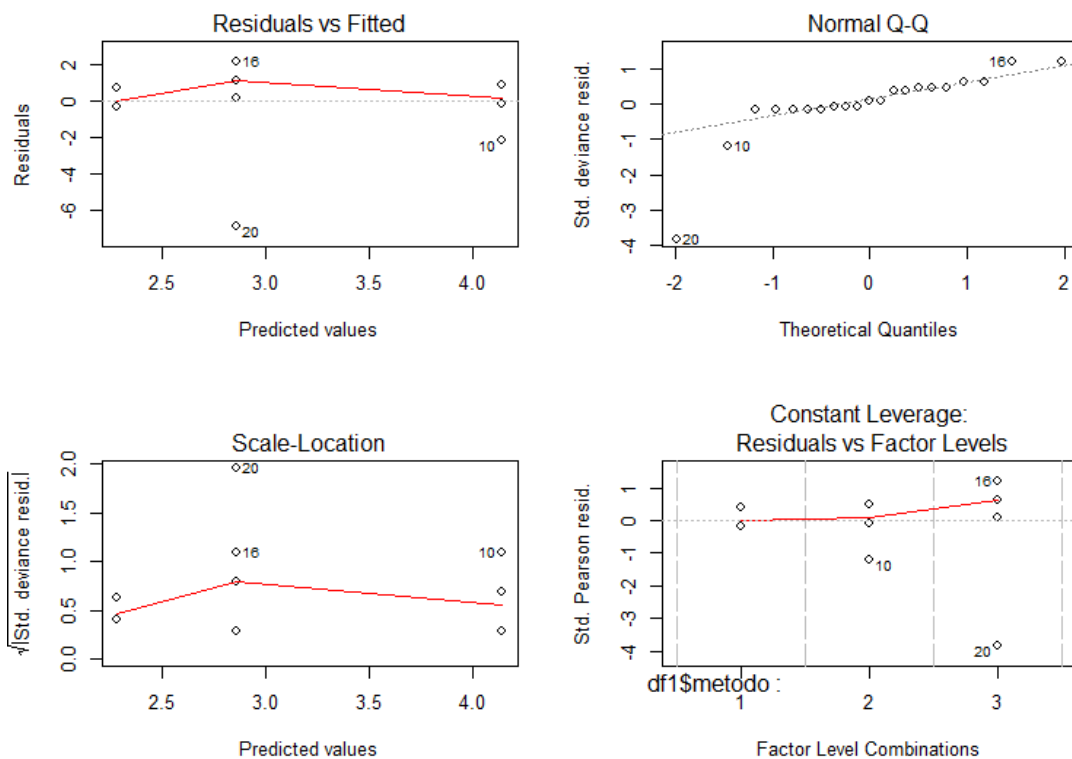 Residuals vs Fitted
Residuals
2
0
-2
-4
-6
16
10
20
2.5 3.0 3.5 4.0
Predicted values
Normal Q-Q
Std. deviance resid.
1
0
-1
-2
-3
-4
16
10
20
-2 -1 0 1 2
Theoretical Quantiles
Scale-Location
√|Std. deviance resid.|
2.0
1.5
1.0
0.5
0.0
20
16
10
2.5 3.0 3.5 4.0
Predicted values
Constant Leverage:
Residuals vs Factor Levels
Std. Pearson resid.
1
0
-1
-2
-3
-4
16
10
20
df1$metodo :
1 2 3
Factor Level Combinations